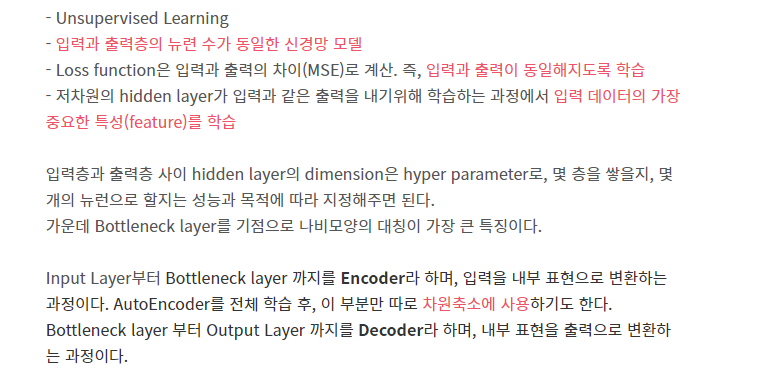 - Unsupervised Learning
- 입력과 출력층의 뉴련 수가 동일한 신경망 모델
- Loss function은 입력과 출력의 차이(MSE)로 계산. 즉, 입력과 출력이 동일해지도록 학습
- 저차원의 hidden layer가 입력과 같은 출력을 내기위해 학습하는 과정에서 입력 데이터의 가장
중요한 특성(feature)를 학습
입력층과 출력층 사이 hidden layer의 dimension은 hyper parameter로, 몇 층을 쌓을지, 몇
개의 뉴런으로 할지는 성능과 목적에 따라 지정해주면 된다.
가운데 Bottleneck layer를 기점으로 나비모양의 대칭이 가장 큰 특징이다.
Input Layer부터 Bottleneck layer 까지를 Encoder라 하며, 입력을 내부 표현으로 변환하는
과정이다. AutoEncoder를 전체 학습 후, 이 부분만 따로 차원축소에 사용하기도 한다.
Bottleneck layer 부터 Output Layer 까지를 Decoder라 하며, 내부 표현을 출력으로 변환하
는 과정이다.